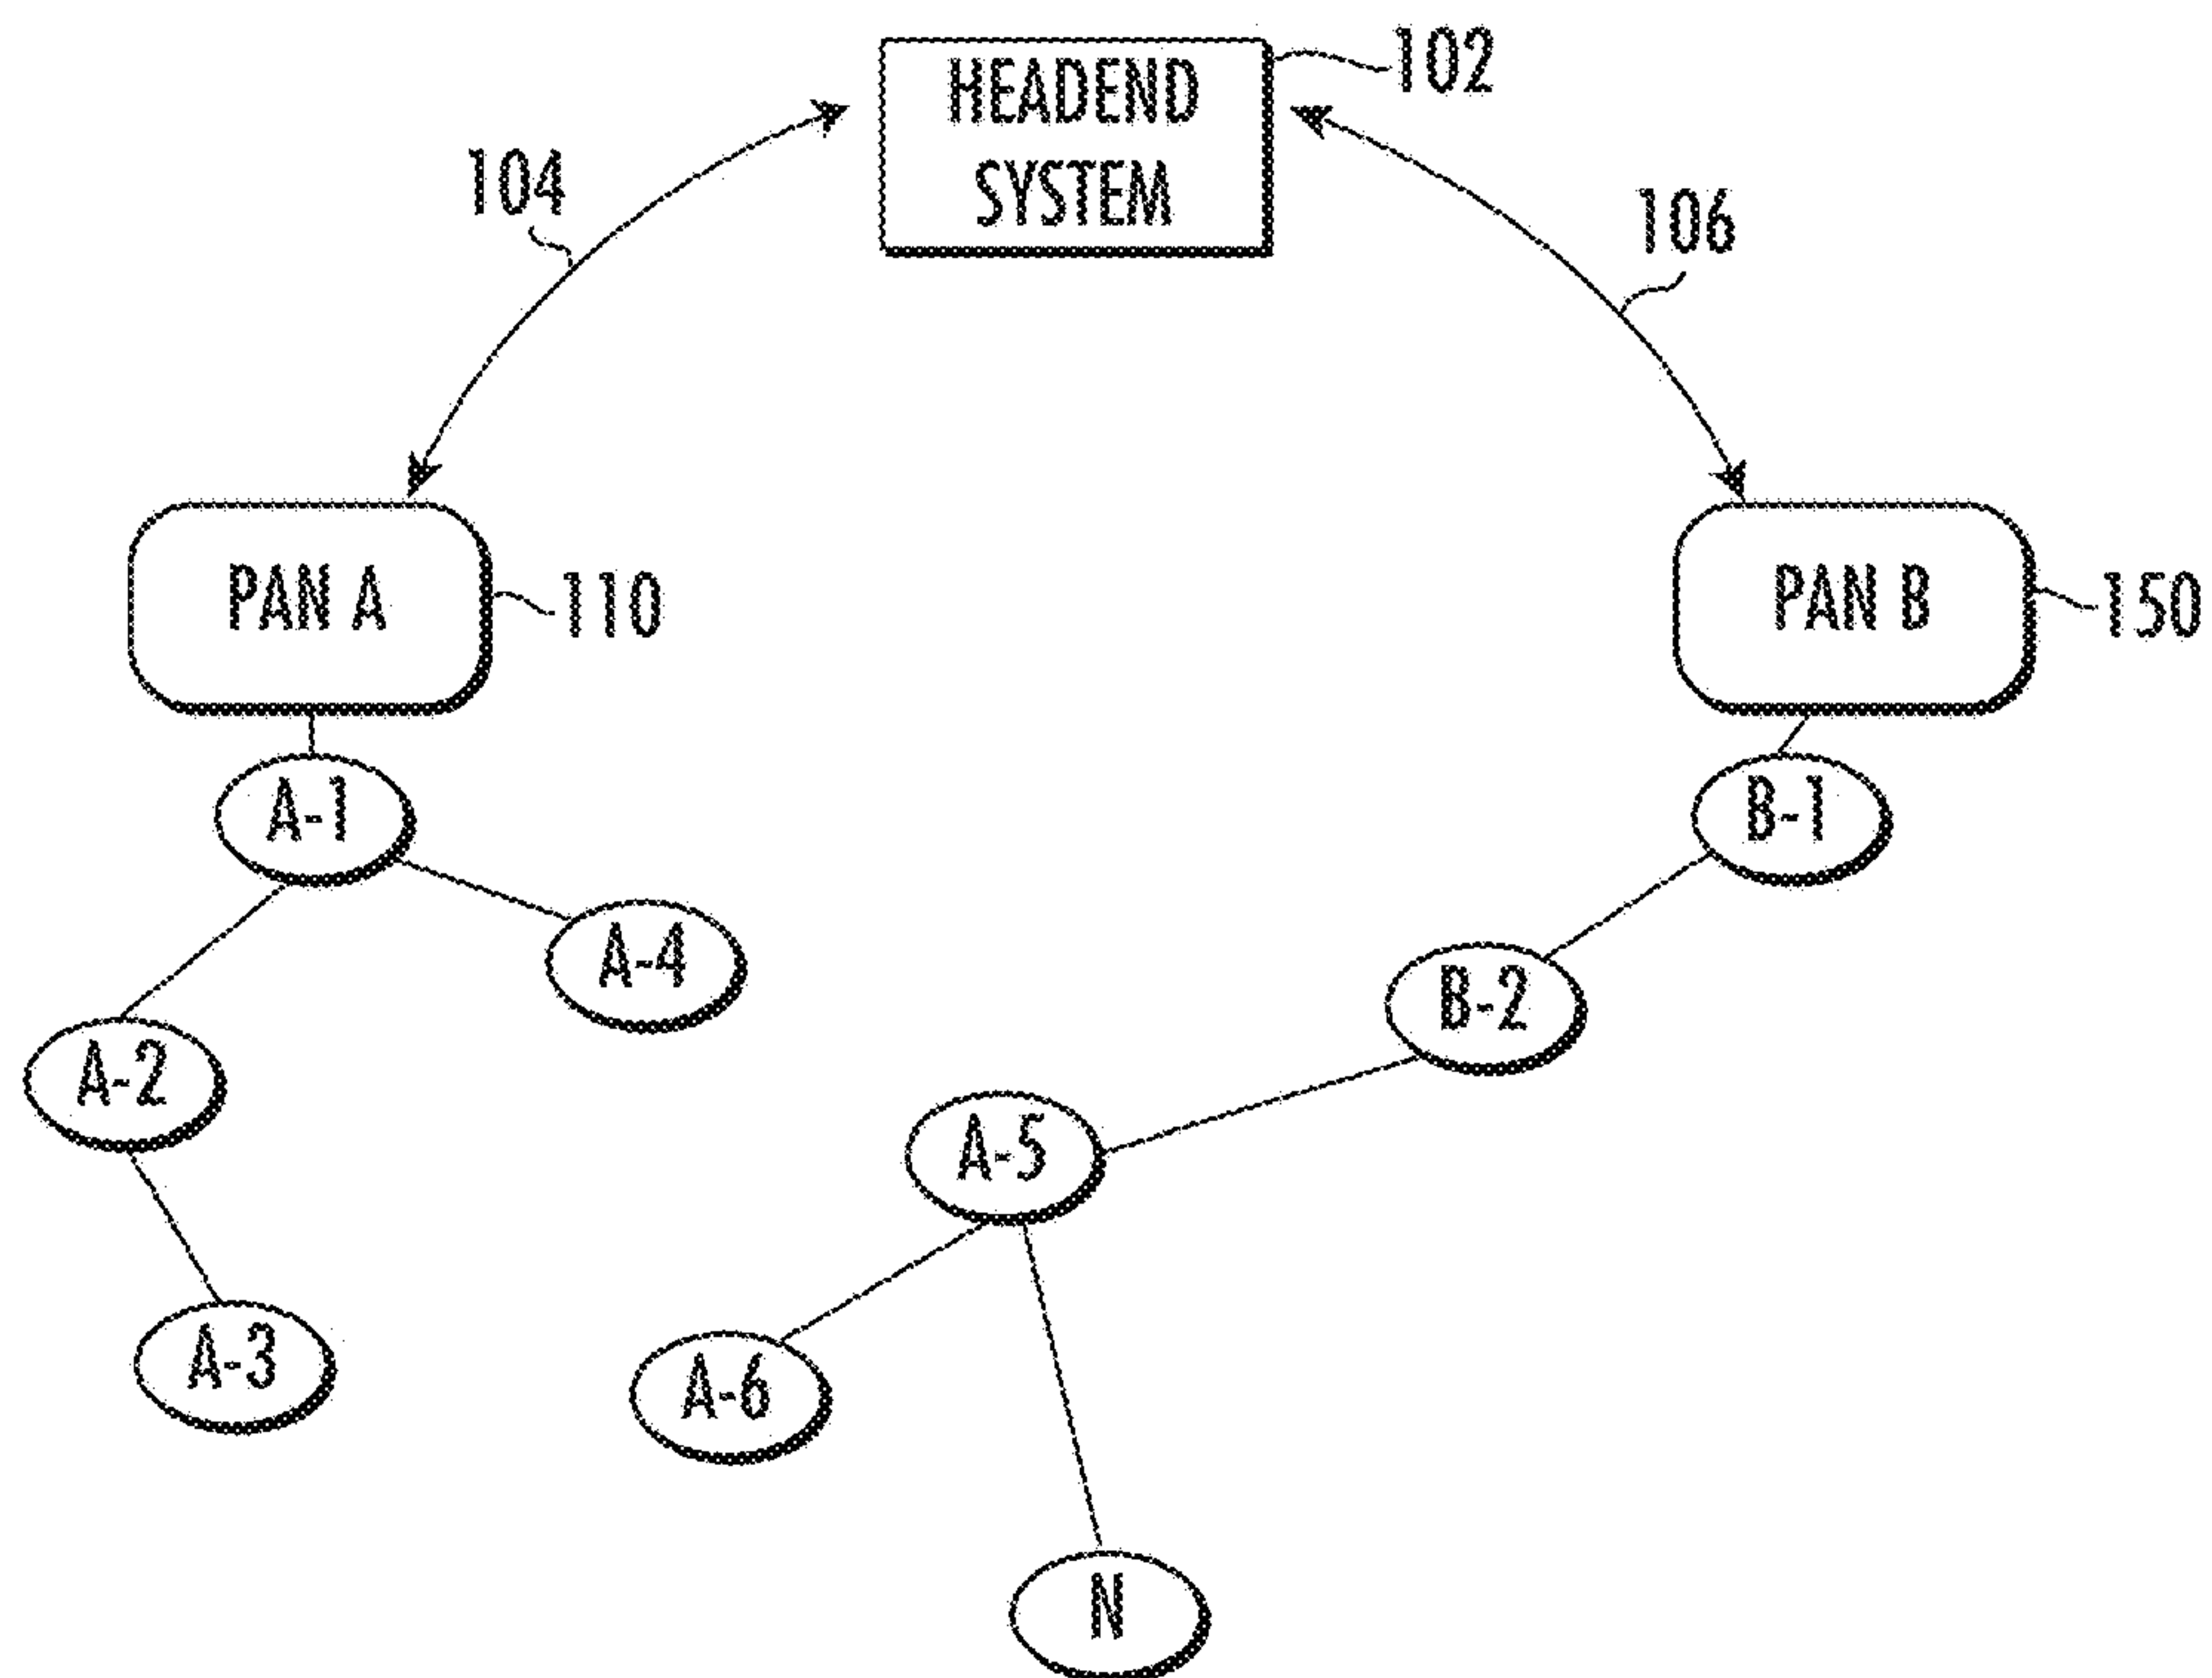 HEADEND
SYSTEM
102
104
106
PAN A
110
PAN B
150
A-1
B-1
A-4
B-2
A-2
A-5
A-3
A-6
N